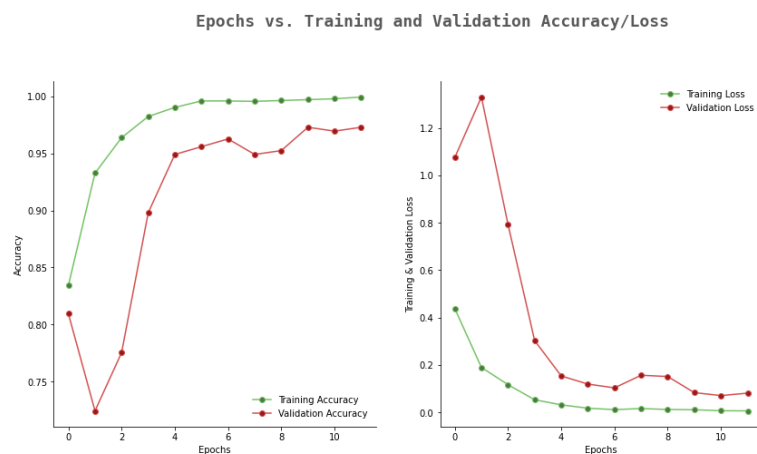 Epochs vs. Training and Validation Accuracy/Loss
1.00
0.95
0.90
0.85
0.80
0.75
Accuracy
0 2 4 6 8 10
Epochs
Training Accuracy
Validation Accuracy
1.2
1.0
0.8
0.6
0.4
0.2
0.0
Training & Validation Loss
0 2 4 6 8 10
Epochs
Training Loss
Validation Loss